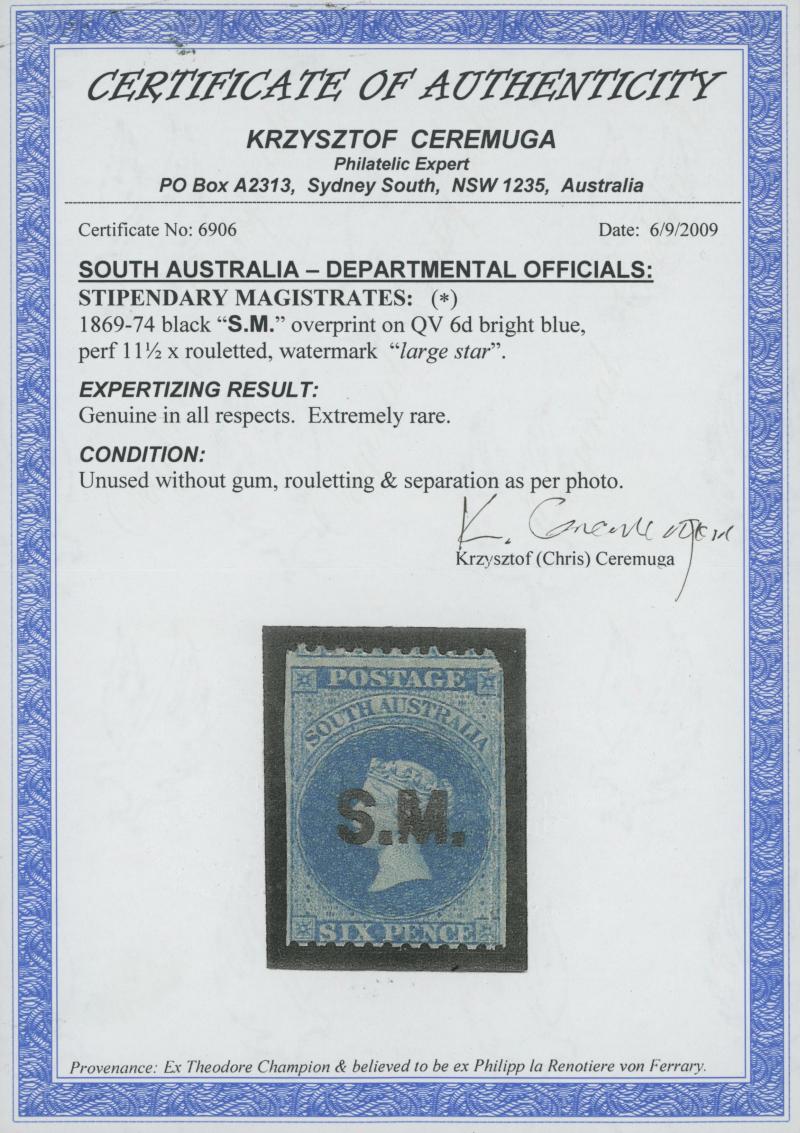 CERTIFICATE OF AUTHENTICITY
KRZYSZTOF CEREMUGA
Philatelic Expert
PO Box A2313, Sydney South, NSW 1235, Australia
Certificate No: 6906 Date: 6/9/2009
SOUTH AUSTRALIA – DEPARTMENTAL OFFICIALS:
STIPENDARY MAGISTRATES: (*)
1869-74 black “S.M.” overprint on QV 6d bright blue,
perf 11½ x rouletted, watermark “large star”.
EXPERTIZING RESULT:
Genuine in all respects. Extremely rare.
CONDITION:
Unused without gum, rouletting & separation as per photo.
K. Ceremuga
Krzysztof (Chris) Ceremuga
POSTAGE
SOUTH AUSTRALIA
S.M.
SIX PENCE
Provenance: Ex Theodore Champion & believed to be ex Philipp la Renotiere von Ferrary.